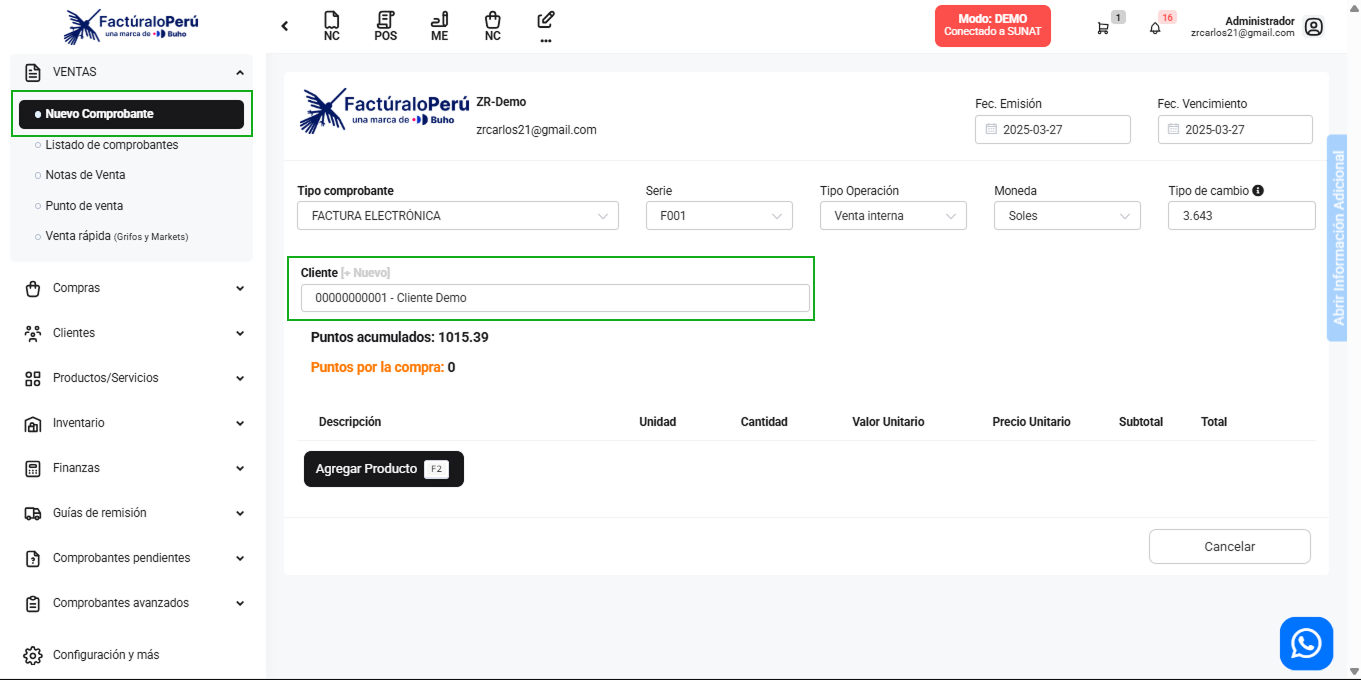 FactúraloPerú
una marca de Buho
NC
POS
ME
NC
...
Modo: DEMO
Conectado a SUNAT
1
16
Administrador
zrcarlos21@gmail.com
VENTAS
Nuevo Comprobante
Listado de comprobantes
Notas de Venta
Punto de venta
Venta rápida (Grifos y Markets)
Compras
Clientes
Productos/Servicios
Inventario
Finanzas
Guías de remisión
Comprobantes pendientes
Comprobantes avanzados
Configuración y más
FactúraloPerú
una marca de Buho
ZR-Demo
zrcarlos21@gmail.com
Fec. Emisión
2025-03-27
Fec. Vencimiento
2025-03-27
Abrir Información Adicional
Tipo comprobante
FACTURA ELECTRÓNICA
Serie
F001
Tipo Operación
Venta interna
Moneda
Soles
Tipo de cambio
3.643
Cliente [+ Nuevo]
00000000001 - Cliente Demo
Puntos acumulados: 1015.39
Puntos por la compra: 0
Descripción Unidad Cantidad Valor Unitario Precio Unitario Subtotal Total
Agregar Producto F2
Cancelar